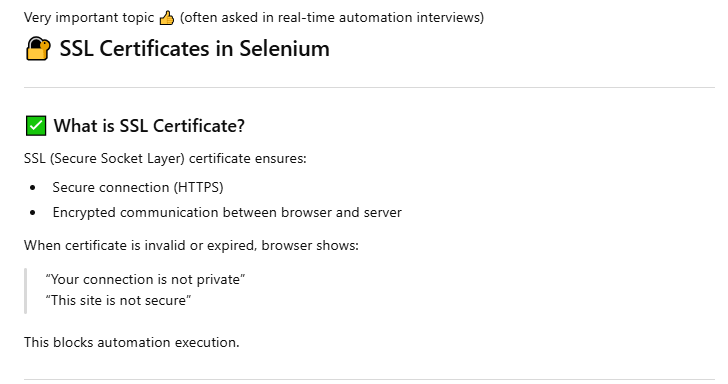 Very important topic 👍 (often asked in real-time automation interviews)
🔐 SSL Certificates in Selenium
✅ What is SSL Certificate?
SSL (Secure Socket Layer) certificate ensures:
• Secure connection (HTTPS)
• Encrypted communication between browser and server
When certificate is invalid or expired, browser shows:
“Your connection is not private”
“This site is not secure”
This blocks automation execution.